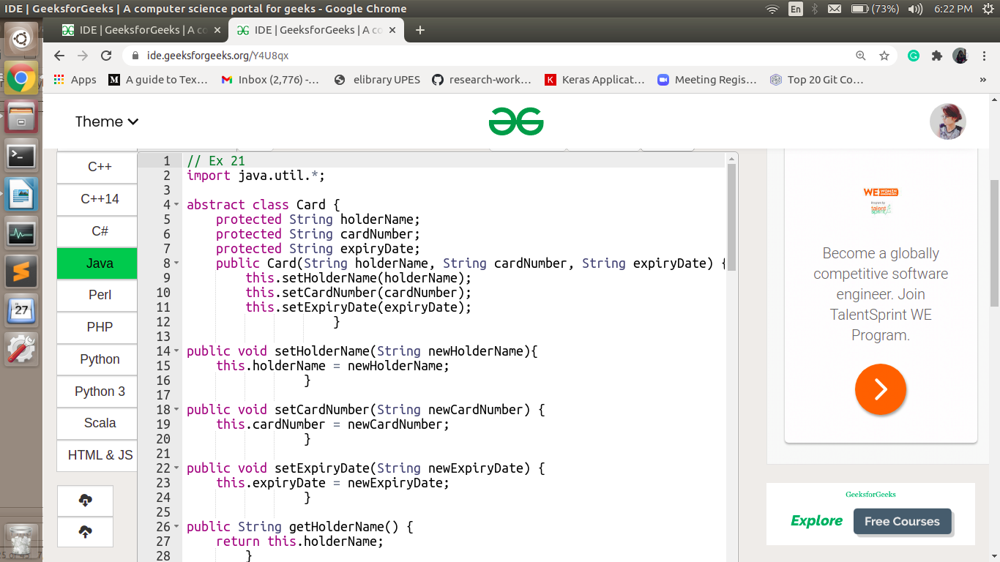 IDE | GeeksforGeeks | A computer science portal for geeks - Google Chrome
En (73%) 6:22 PM
IDE | GeeksforGeeks | A co
IDE | GeeksforGeeks | A co
ide.geeksforgeeks.org/Y4U8qx
Apps A guide to Tex... Inbox (2,776) -... elibrary UPES research-work... Keras Applicat... Meeting Regis... Top 20 Git Co... »
Theme
C++
C++14
C#
Java
Perl
PHP
Python
Python 3
Scala
HTML & JS
1 // Ex 21
2 import java.util.*;
3
4 abstract class Card {
5     protected String holderName;
6     protected String cardNumber;
7     protected String expiryDate;
8     public Card(String holderName, String cardNumber, String expiryDate) {
9         this.setHolderName(holderName);
10         this.setCardNumber(cardNumber);
11         this.setExpiryDate(expiryDate);
12                     }
13
14 public void setHolderName(String newHolderName){
15     this.holderName = newHolderName;
16                 }
17
18 public void setCardNumber(String newCardNumber) {
19     this.cardNumber = newCardNumber;
20                 }
21
22 public void setExpiryDate(String newExpiryDate) {
23     this.expiryDate = newExpiryDate;
24                 }
25
26 public String getHolderName() {
27     return this.holderName;
28         }
WE WOMEN ENGINEERS
talent sprint
Become a globally
competitive software
engineer. Join
TalentSprint WE
Program.
GeeksforGeeks
Explore Free Courses
27